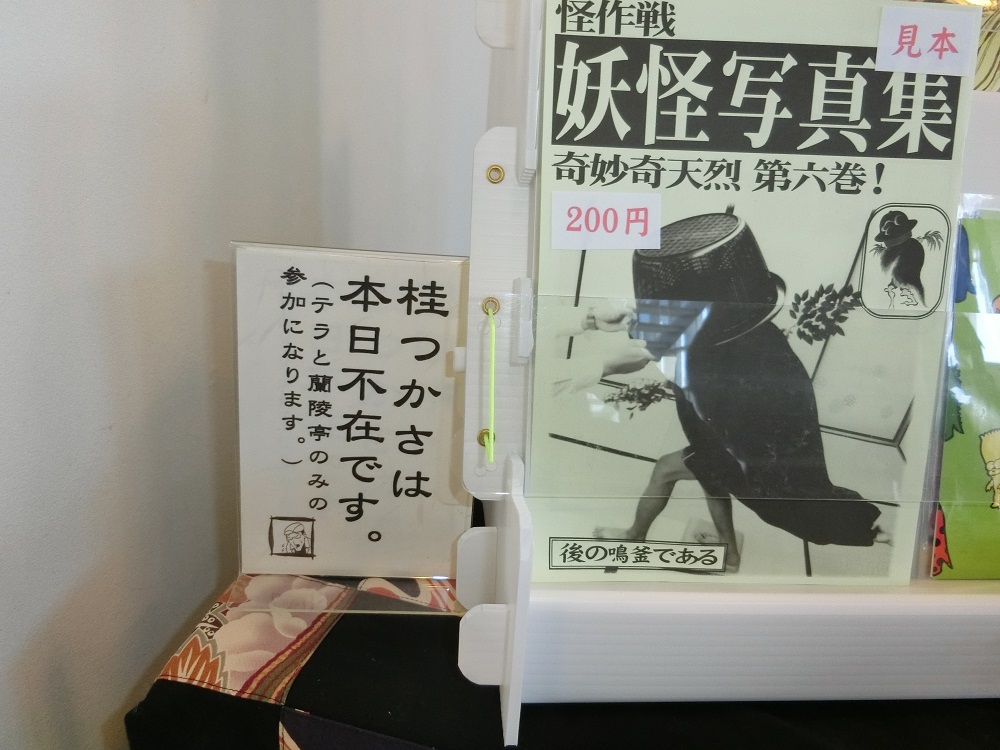 桂つかさは
本日不在です。
(テラと蘭陵亭のみの
参加になります。)
怪作戦
見本
妖怪写真集
奇妙奇天烈 第六巻!
200円
後の鳴釜である